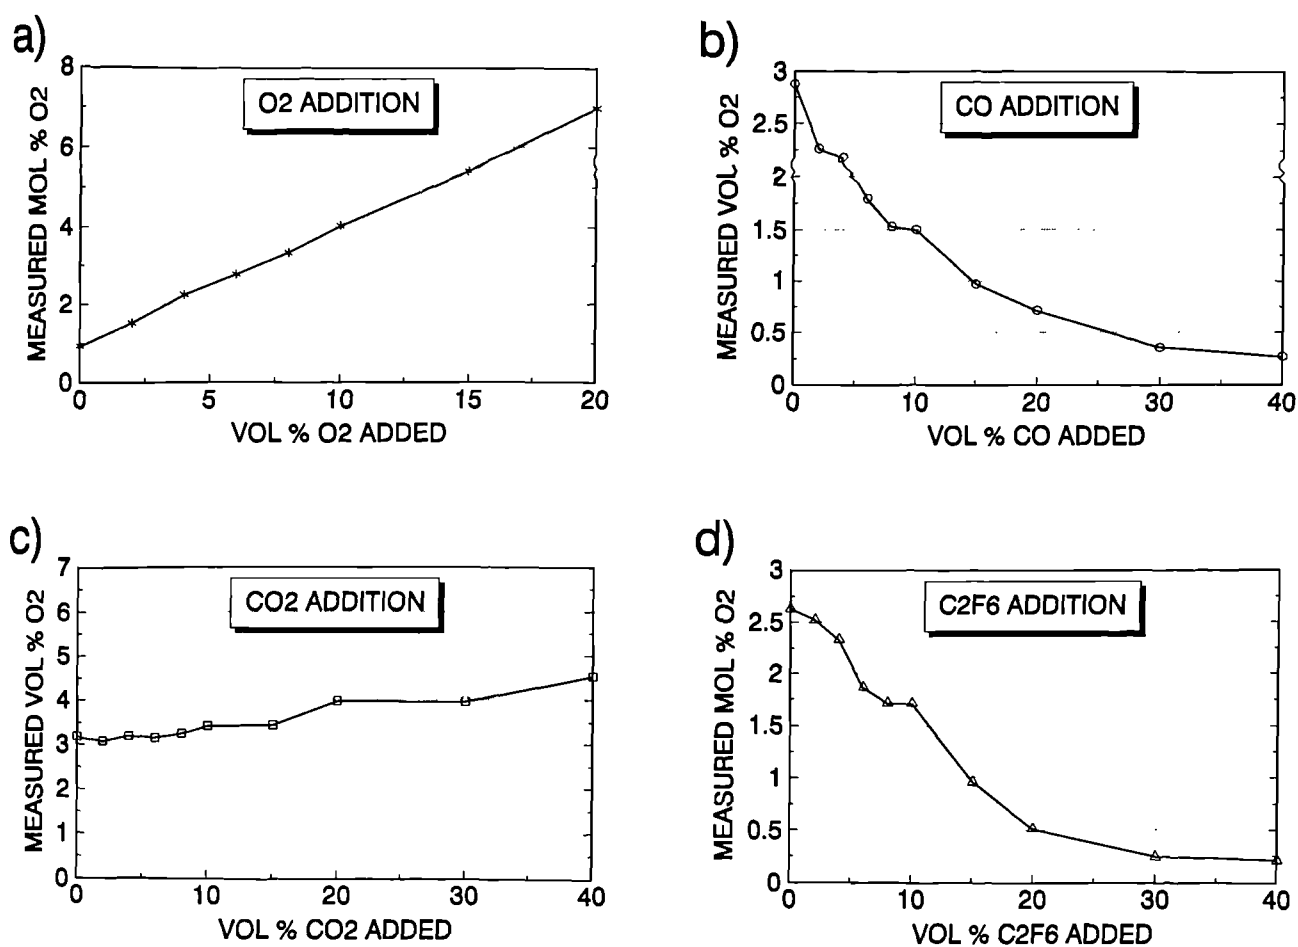 a)
O2 ADDITION
MEASURED MOL % O2
8
6
4
2
0
0 5 10 15 20
VOL % O2 ADDED
b)
CO ADDITION
MEASURED VOL % O2
3
2.5
2
1.5
1
0.5
0
0 10 20 30 40
VOL % CO ADDED
c)
CO2 ADDITION
MEASURED VOL % O2
7
6
5
4
3
2
1
0
0 10 20 30 40
VOL % CO2 ADDED
d)
C2F6 ADDITION
MEASURED MOL % O2
3
2.5
2
1.5
1
0.5
0
0 10 20 30 40
VOL % C2F6 ADDED